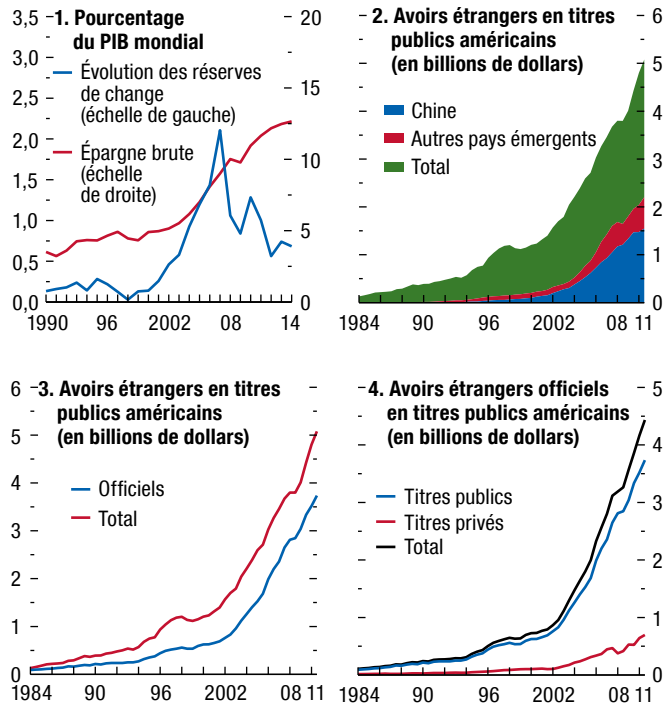 1. Pourcentage
du PIB mondial
Évolution des réserves
de change
(échelle de gauche)
Épargne brute
(échelle
de droite)
3,5
3,0
2,5
2,0
1,5
1,0
0,5
0,0
20
15
10
5
0
1990
2002
08
14
2. Avoirs étrangers en titres
publics américains
(en billions de dollars)
Chine
Autres pays émergents
Total
6
5
4
3
2
1
0
1984
90
96
2002
08
11
3. Avoirs étrangers en titres
publics américains
(en billions de dollars)
Officiels
Total
6
5
4
3
2
1
0
1984
90
96
2002
08
11
4. Avoirs étrangers officiels
en titres publics américains
(en billions de dollars)
Titres publics
Titres privés
Total
5
4
3
2
1
0
1984
90
96
2002
08
11